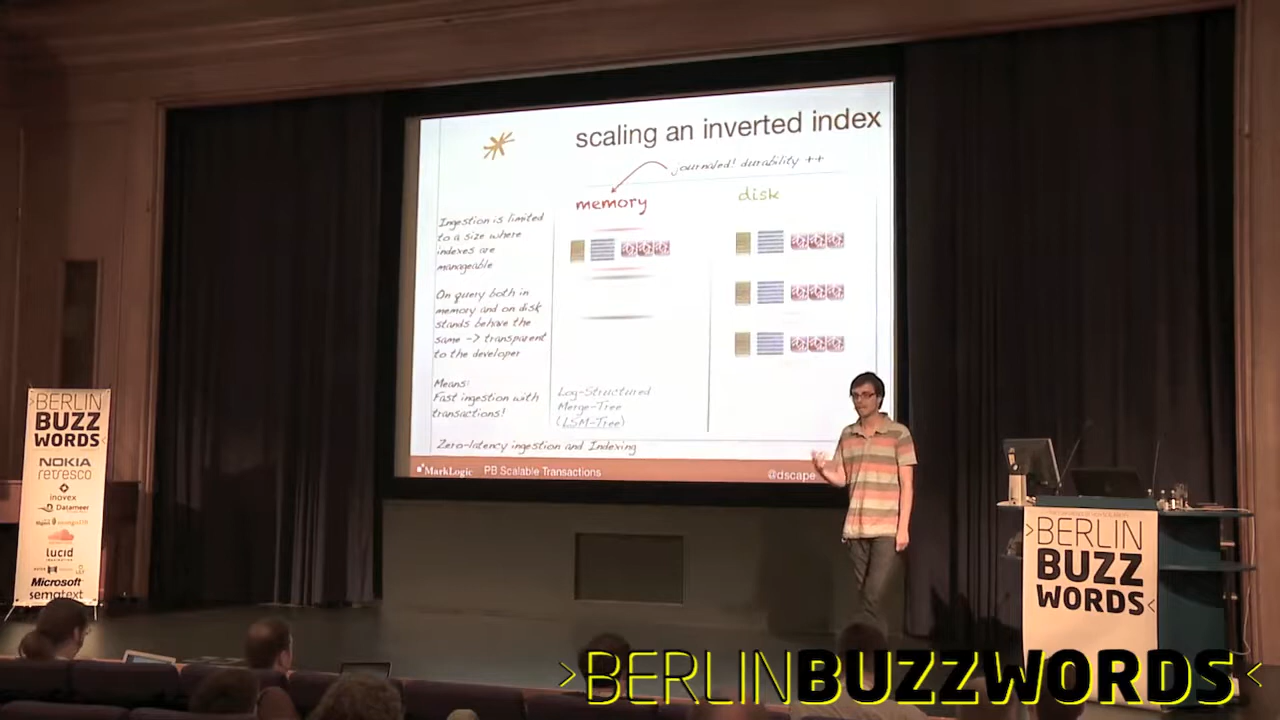 scaling an inverted index
journaled! durability ++
memory
disk
Ingestion is limited
to a size where
indexes are
manageable
On query both in
memory and on disk
stands behave the
same -> transparent
to the developer
Means:
Fast ingestion with
transactions!
Log-Structured
Merge-Tree
(LSM-Tree)
Zero-latency ingestion and Indexing
MarkLogic PB Scalable Transactions @dscape
>BERLIN
BUZZ
WORDS<
NOKIA
retresco
inovex
Datameer
lucid
Microsoft
sematext
>BERLIN
BUZZ
WORDS<
>BERLINBUZZWORDS<